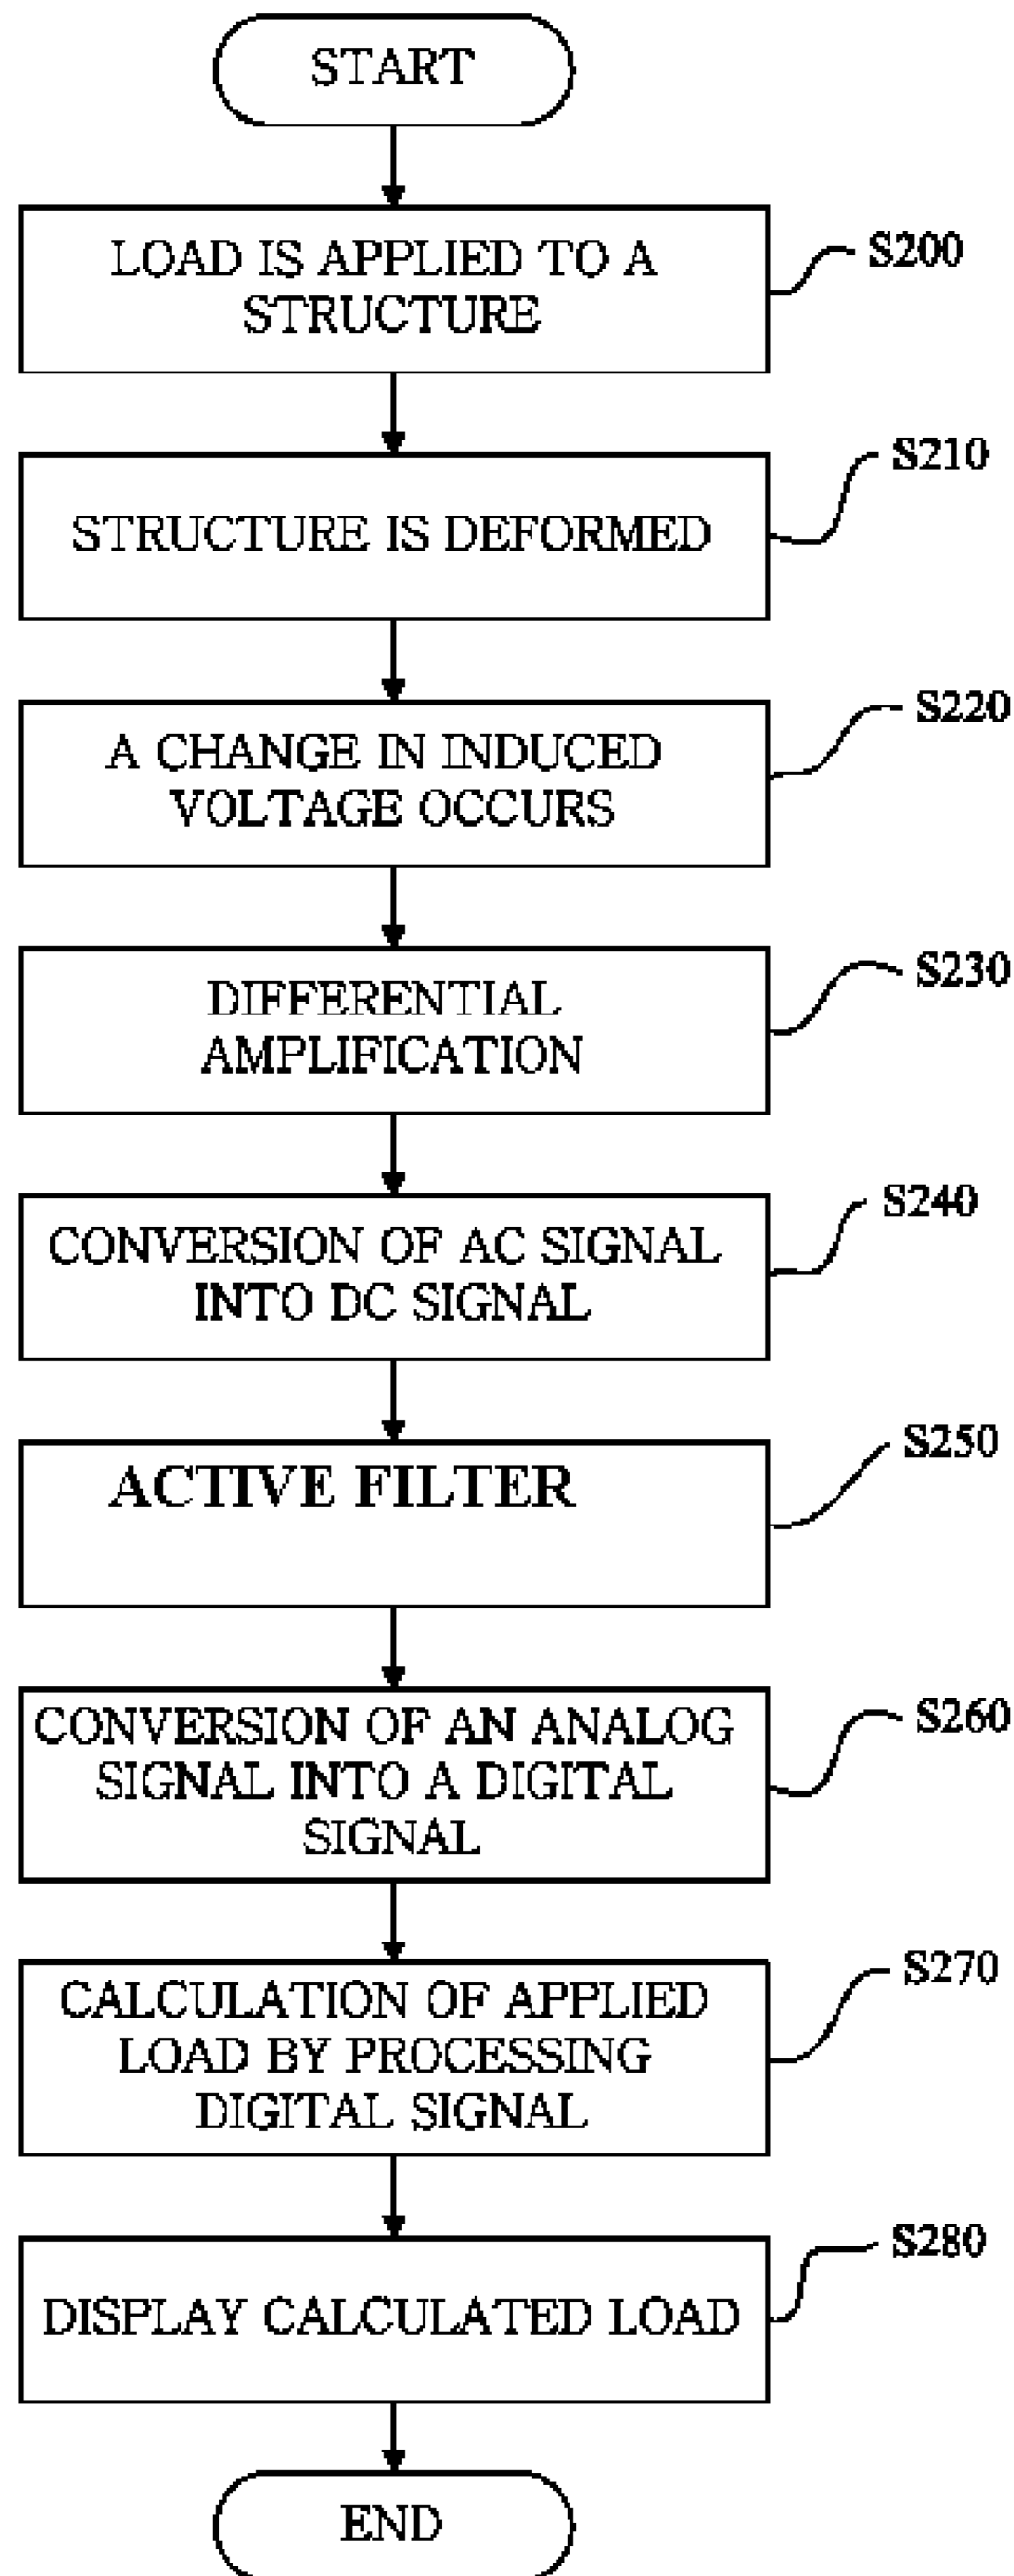 START
LOAD IS APPLIED TO A
STRUCTURE
S200
STRUCTURE IS DEFORMED
S210
A CHANGE IN INDUCED
VOLTAGE OCCURS
S220
DIFFERENTIAL
AMPLIFICATION
S230
CONVERSION OF AC SIGNAL
INTO DC SIGNAL
S240
ACTIVE FILTER
S250
CONVERSION OF AN ANALOG
SIGNAL INTO A DIGITAL
SIGNAL
S260
CALCULATION OF APPLIED
LOAD BY PROCESSING
DIGITAL SIGNAL
S270
DISPLAY CALCULATED LOAD
S280
END